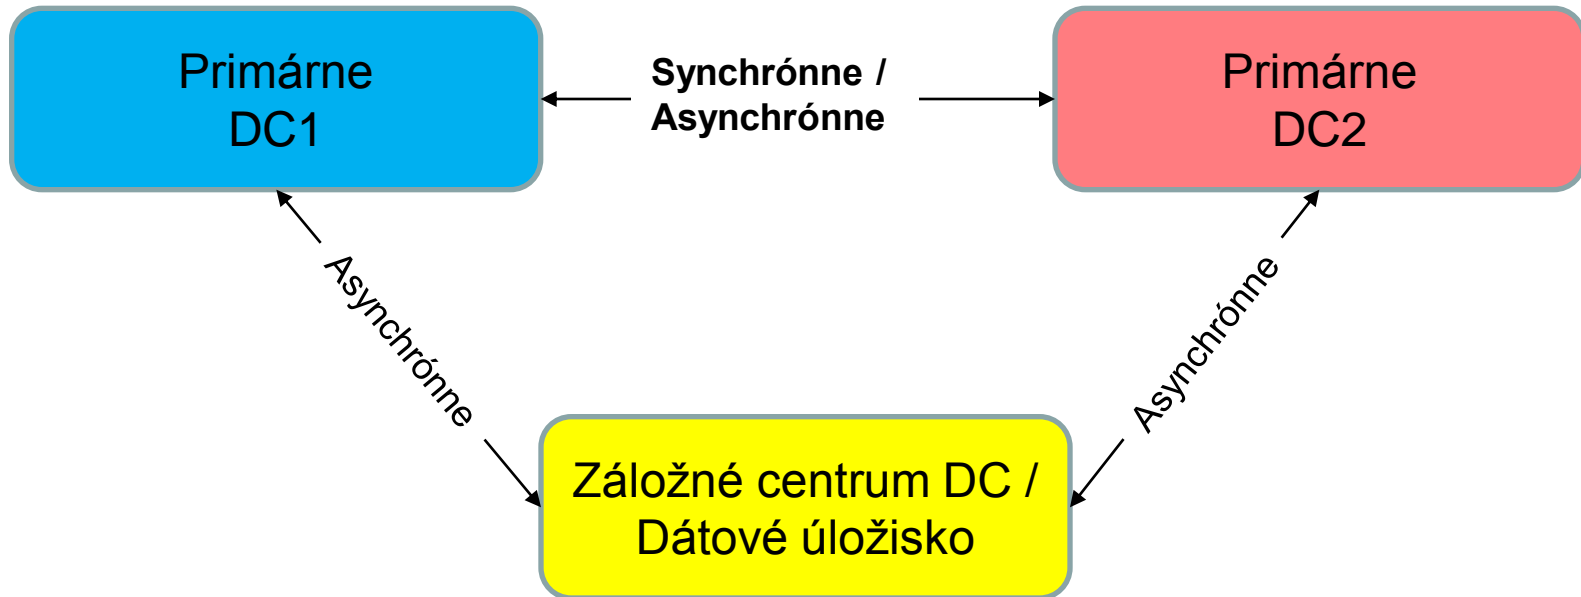 Primárne
DC1
Synchrónne /
Asynchrónne
Primárne
DC2
Asynchrónne
Asynchrónne
Záložné centrum DC /
Dátové úložisko